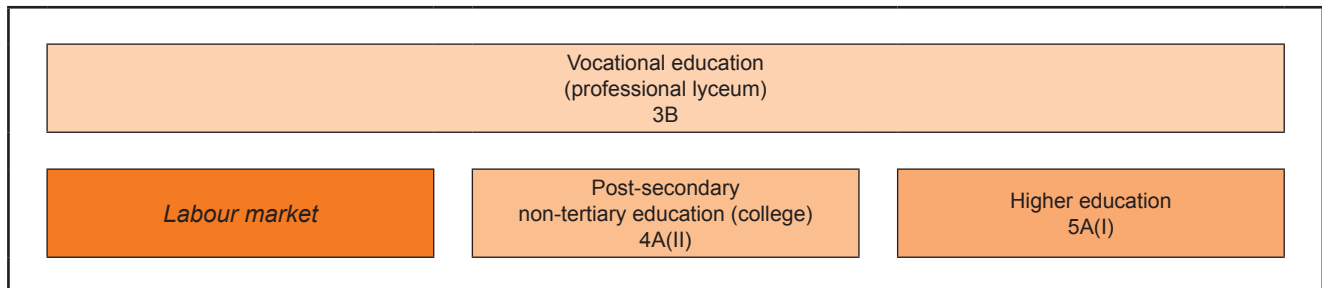 Vocational education
(professional lyceum)
3B
Labour market
Post-secondary
non-tertiary education (college)
4A(II)
Higher education
5A(I)